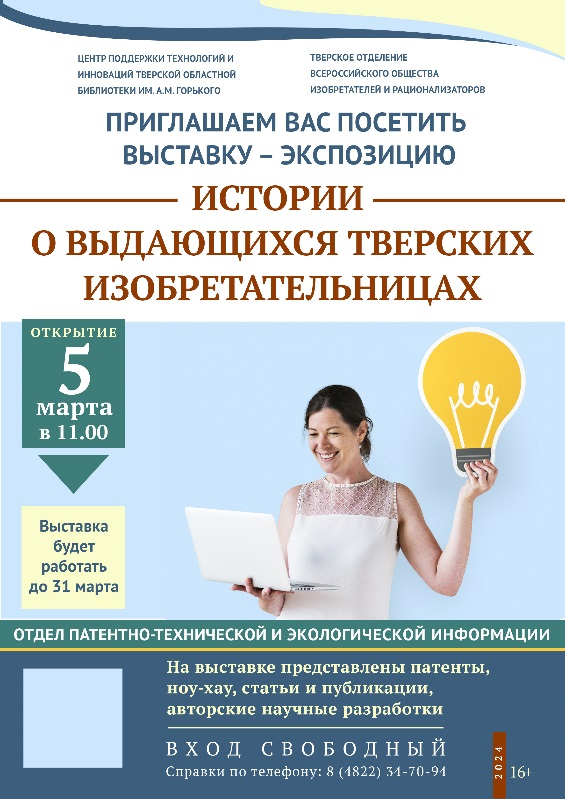 ЦЕНТР ПОДДЕРЖКИ ТЕХНОЛОГИЙ И
ИННОВАЦИЙ ТВЕРСКОЙ ОБЛАСТНОЙ
БИБЛИОТЕКИ ИМ. А.М. ГОРЬКОГО
ТВЕРСКОЕ ОТДЕЛЕНИЕ
ВСЕРОССИЙСКОГО ОБЩЕСТВА
ИЗОБРЕТАТЕЛЕЙ И РАЦИОНАЛИЗАТОРОВ
ПРИГЛАШАЕМ ВАС ПОСЕТИТЬ
ВЫСТАВКУ – ЭКСПОЗИЦИЮ
ИСТОРИИ
О ВЫДАЮЩИХСЯ ТВЕРСКИХ
ИЗОБРЕТАТЕЛЬНИЦАХ
ОТКРЫТИЕ
5
марта
в 11.00
Выставка
будет
работать
до 31 марта
ОТДЕЛ ПАТЕНТНО-ТЕХНИЧЕСКОЙ И ЭКОЛОГИЧЕСКОЙ ИНФОРМАЦИИ
На выставке представлены патенты,
ноу-хау, статьи и публикации,
авторские научные разработки
ВХОД СВОБОДНЫЙ
Справки по телефону: 8 (4822) 34-70-94
2024
16+